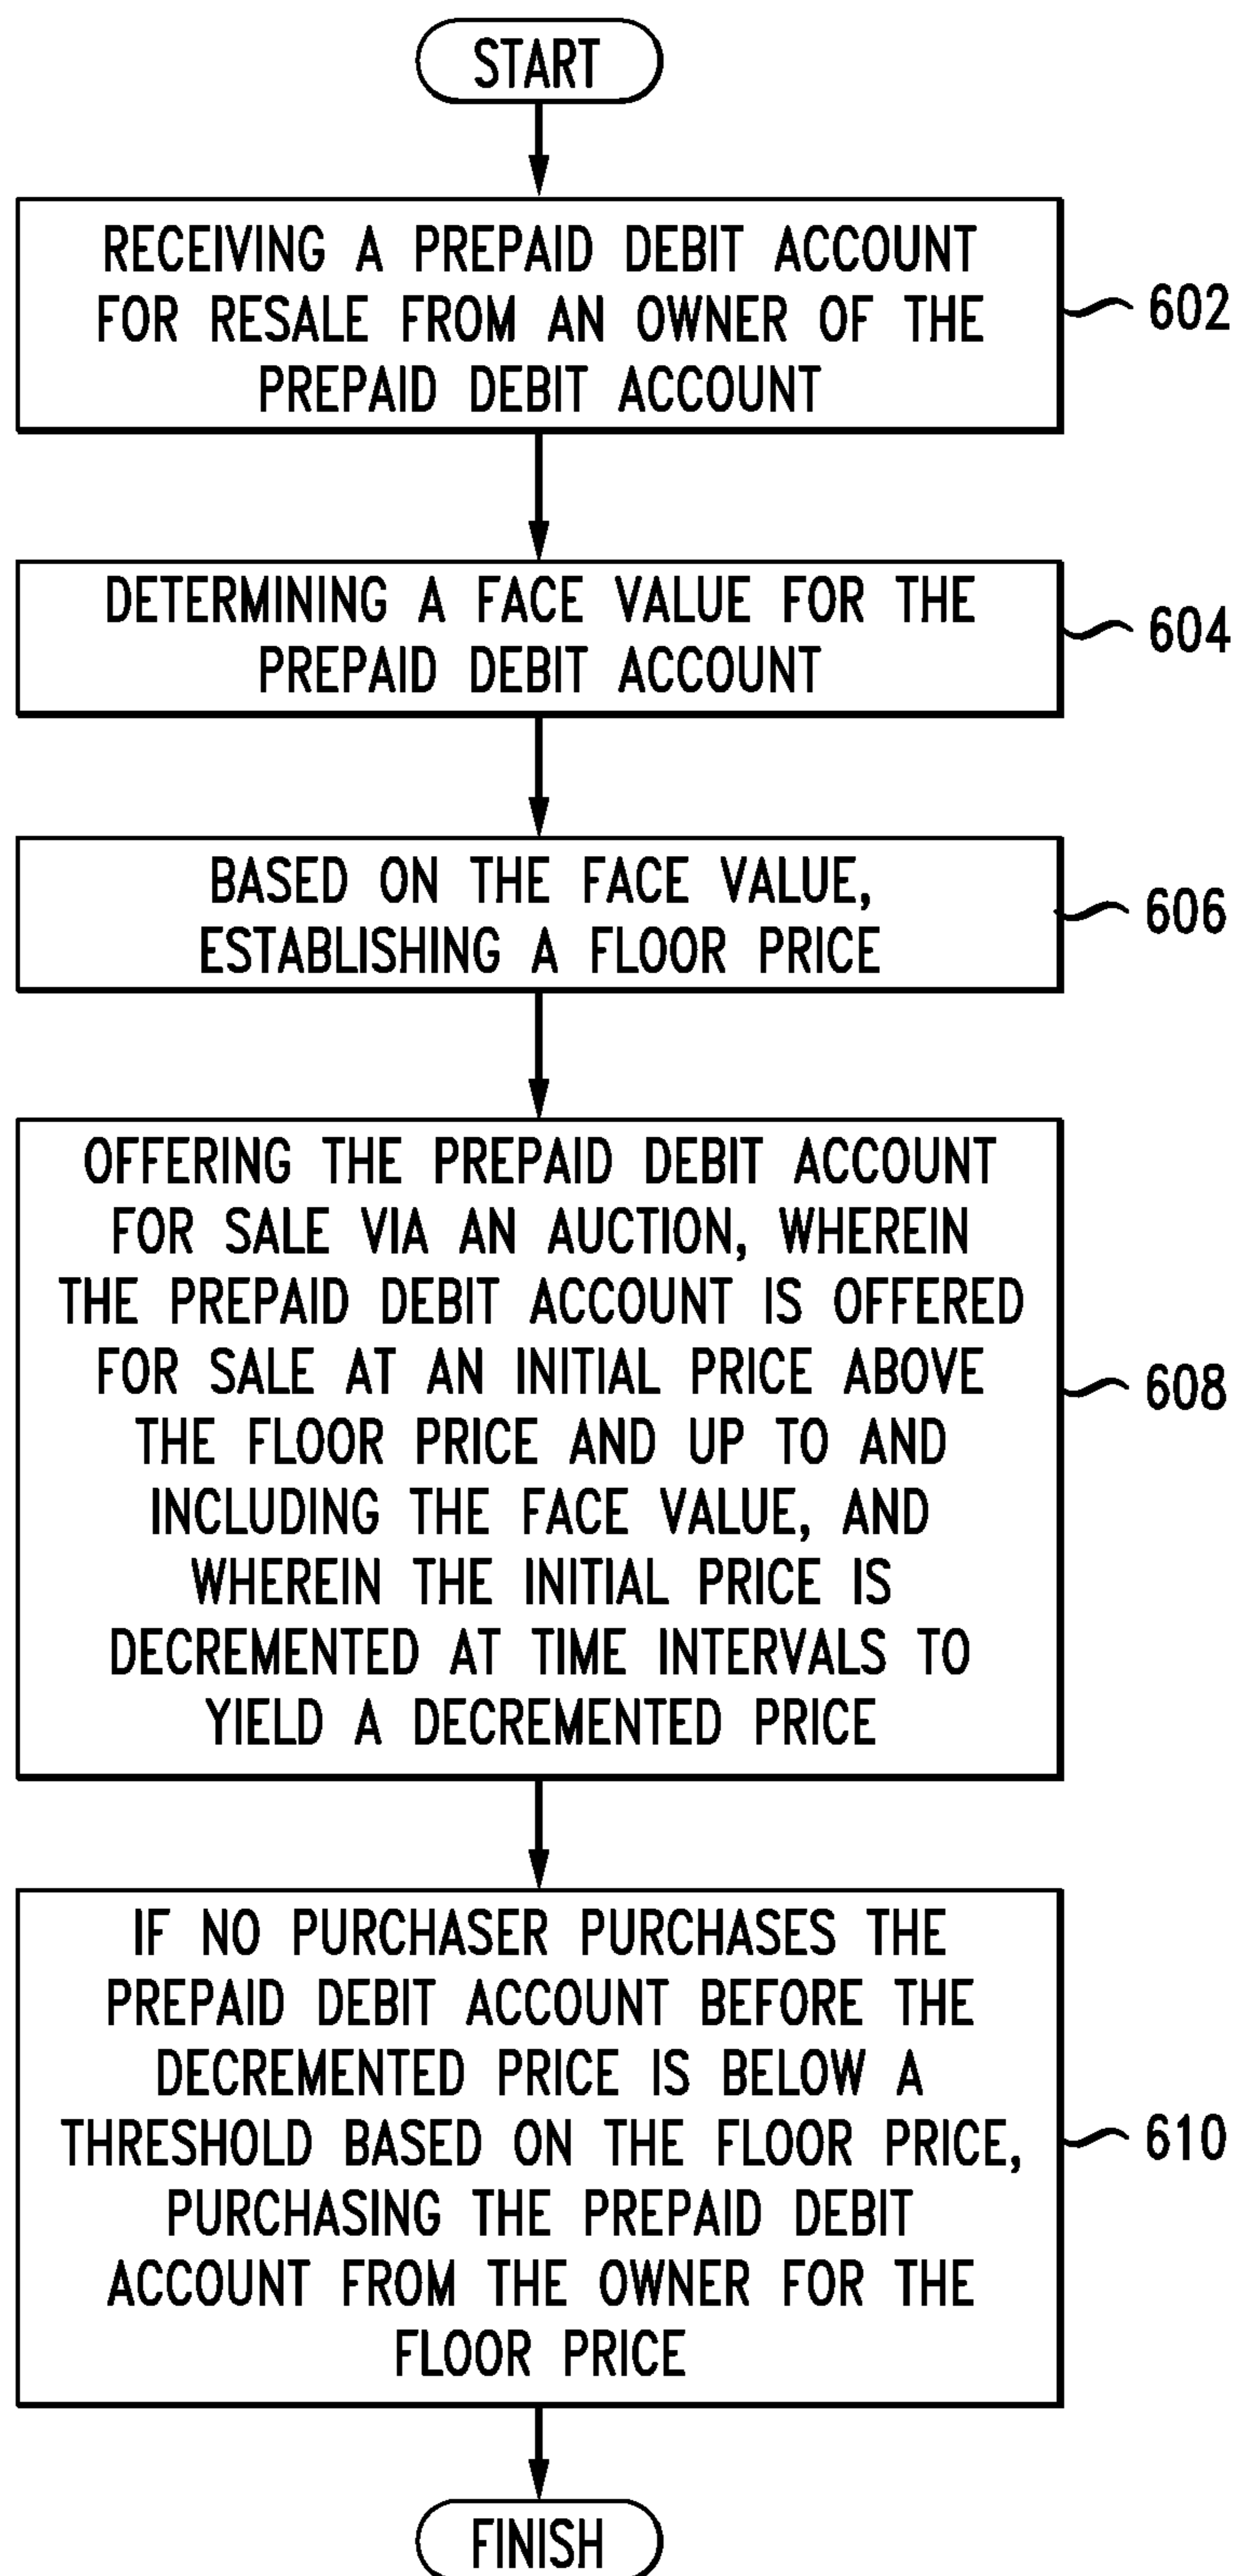 START
RECEIVING A PREPAID DEBIT ACCOUNT
FOR RESALE FROM AN OWNER OF THE
PREPAID DEBIT ACCOUNT
602
DETERMINING A FACE VALUE FOR THE
PREPAID DEBIT ACCOUNT
604
BASED ON THE FACE VALUE,
ESTABLISHING A FLOOR PRICE
606
OFFERING THE PREPAID DEBIT ACCOUNT
FOR SALE VIA AN AUCTION, WHEREIN
THE PREPAID DEBIT ACCOUNT IS OFFERED
FOR SALE AT AN INITIAL PRICE ABOVE
THE FLOOR PRICE AND UP TO AND
INCLUDING THE FACE VALUE, AND
WHEREIN THE INITIAL PRICE IS
DECREMENTED AT TIME INTERVALS TO
YIELD A DECREMENTED PRICE
608
IF NO PURCHASER PURCHASES THE
PREPAID DEBIT ACCOUNT BEFORE THE
DECREMENTED PRICE IS BELOW A
THRESHOLD BASED ON THE FLOOR PRICE,
PURCHASING THE PREPAID DEBIT
ACCOUNT FROM THE OWNER FOR THE
FLOOR PRICE
610
FINISH